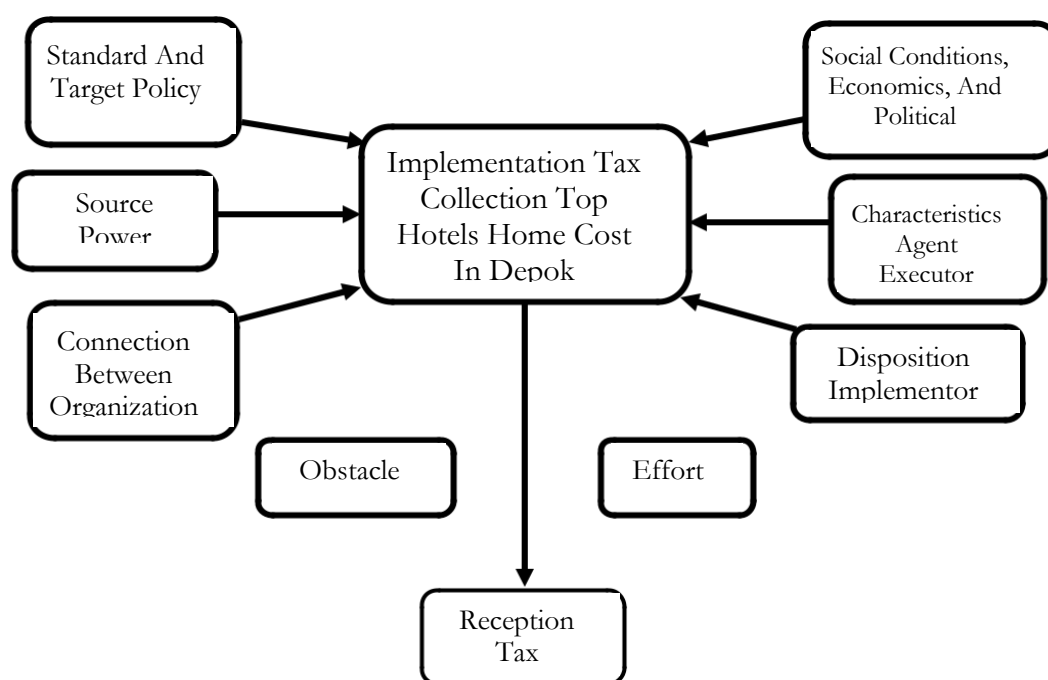 Standard And
Target Policy
Social Conditions,
Economics, And
Political
Implementation Tax
Collection Top
Hotels Home Cost
In Depok
Source
Power
Characteristics
Agent
Executor
Connection
Between
Organization
Disposition
Implementor
Obstacle
Effort
Reception
Tax